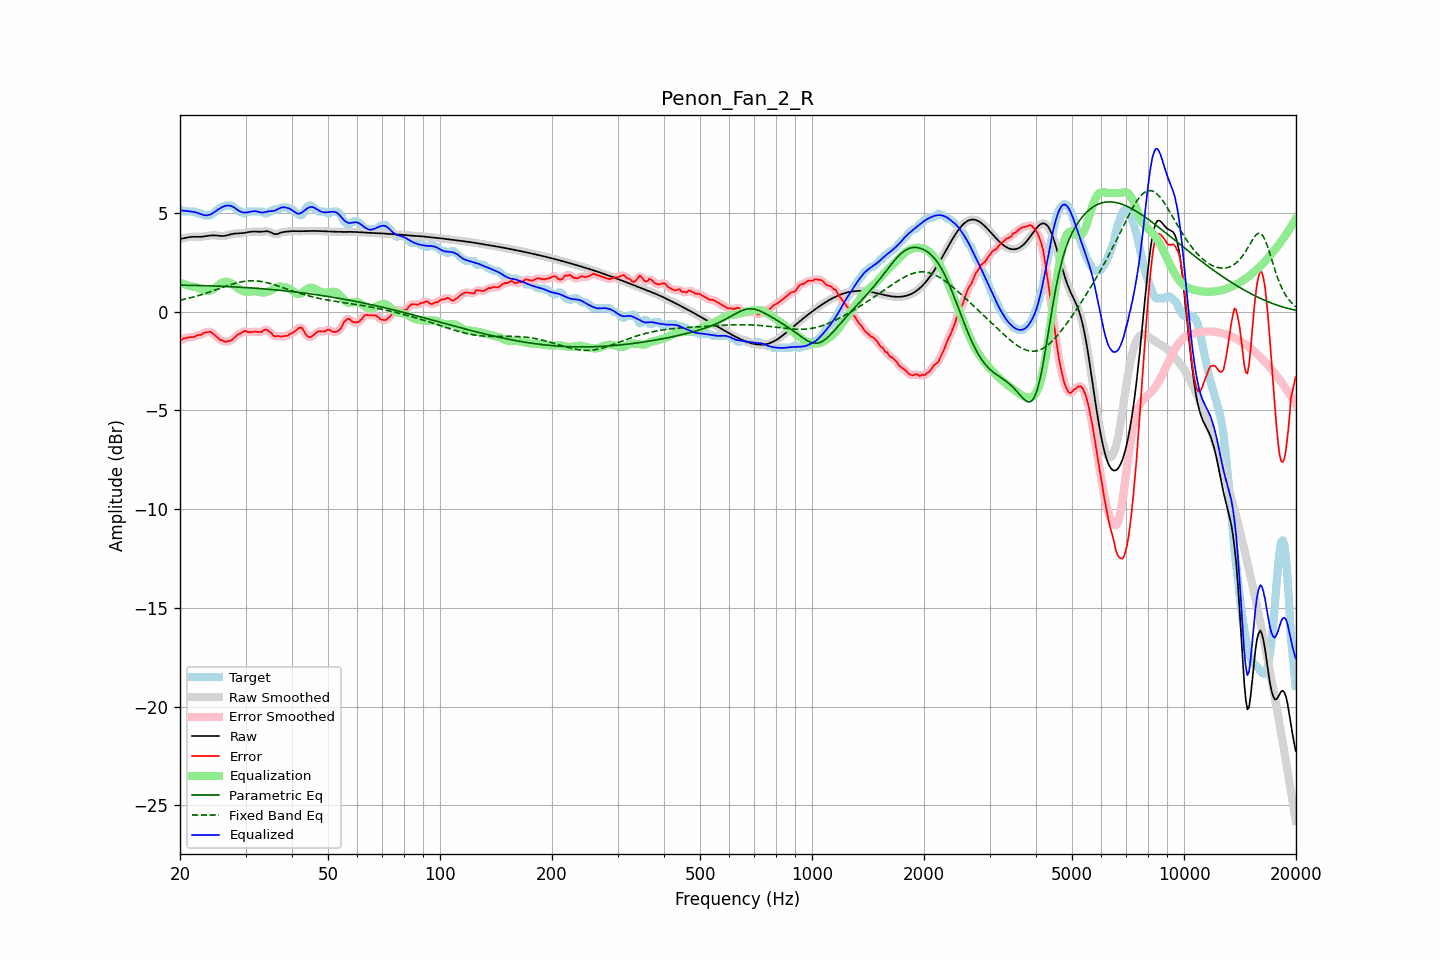 Penon_Fan_2_R
Amplitude (dBr)
5
0
−5
−10
−15
−20
−25
Target
Raw Smoothed
Error Smoothed
Raw
Error
Equalization
Parametric Eq
Fixed Band Eq
Equalized
20 50 100 200 500 1000 2000 5000 10000 20000
Frequency (Hz)